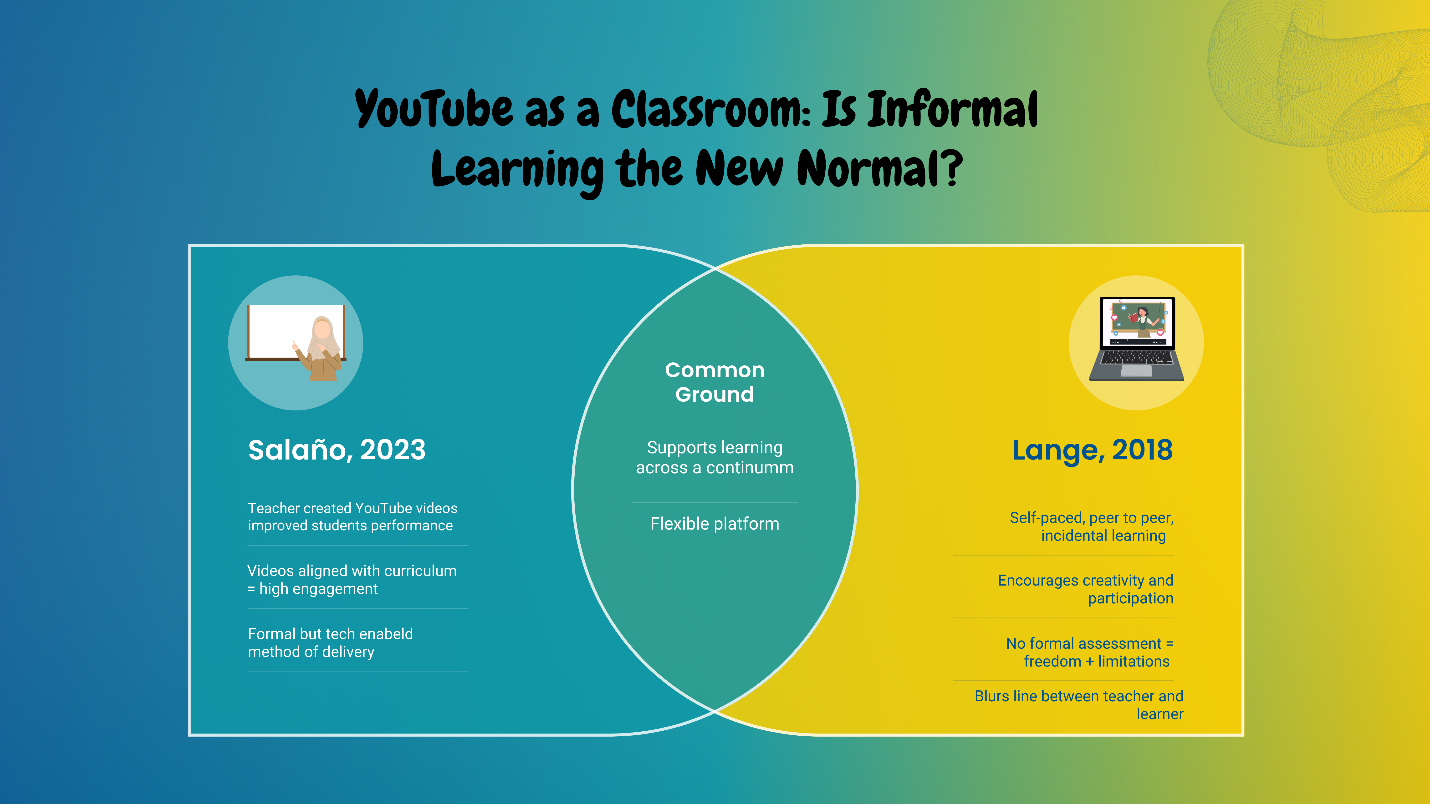 YouTube as a Classroom: Is Informal
Learning the New Normal?
Salaño, 2023
Teacher created YouTube videos
improved students performance
Videos aligned with curriculum
= high engagement
Formal but tech enabeld
method of delivery
Common
Ground
Supports learning
across a continumm
Flexible platform
Lange, 2018
Self-paced, peer to peer,
incidental learning
Encourages creativity and
participation
No formal assessment =
freedom + limitations
Blurs line between teacher and
learner